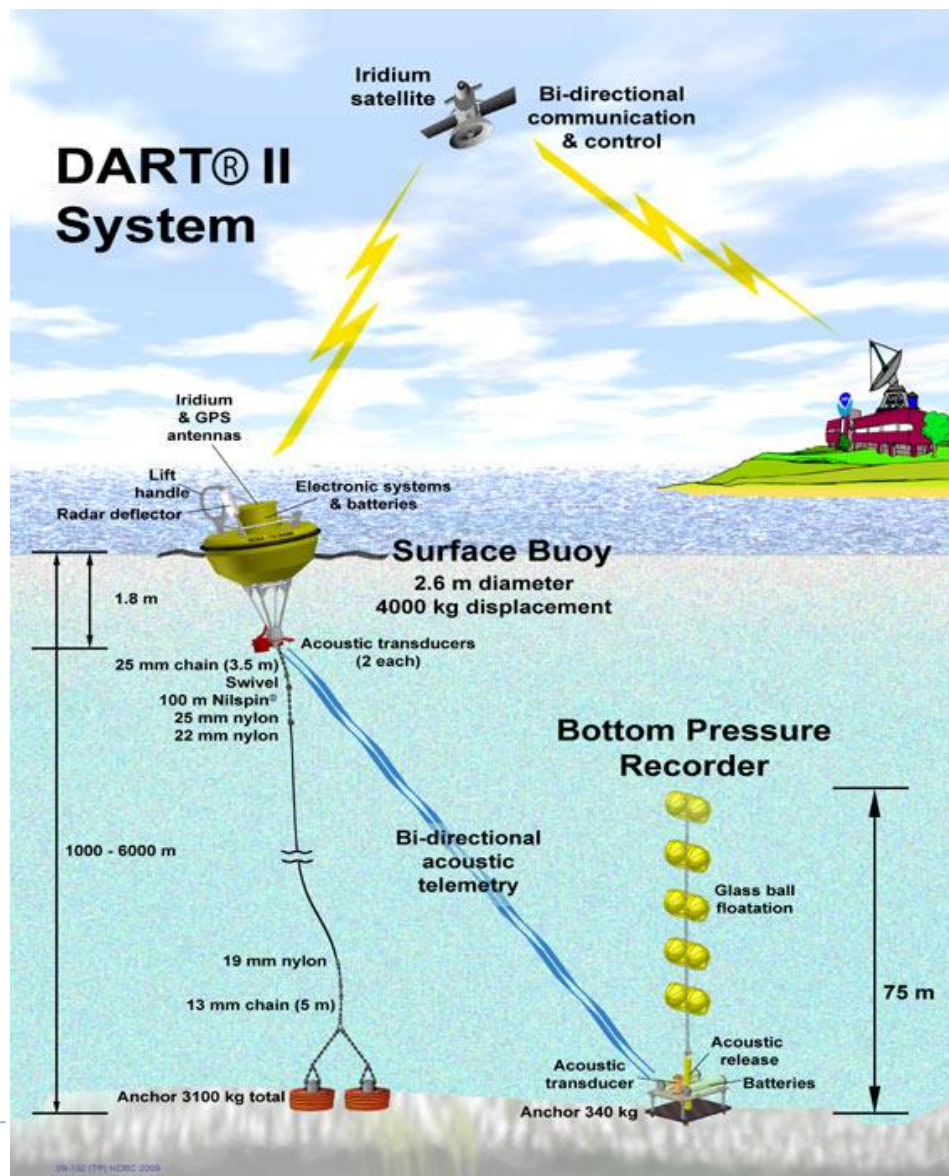 Iridium
satellite
Bi-directional
communication
& control
DART® II
System
Iridium
& GPS
antennas
Lift
handle
Radar deflector
Electronic systems
& batteries
Surface Buoy
2.6 m diameter
4000 kg displacement
1.8 m
Acoustic transducers
(2 each)
25 mm chain (3.5 m)
Swivel
100 m Nilspin®
25 mm nylon
22 mm nylon
Bottom Pressure
Recorder
1000 - 6000 m
Bi-directional
acoustic
telemetry
Glass ball
floatation
19 mm nylon
13 mm chain (5 m)
75 m
Acoustic
release
Acoustic
transducer
Batteries
Anchor 3100 kg total
Anchor 340 kg